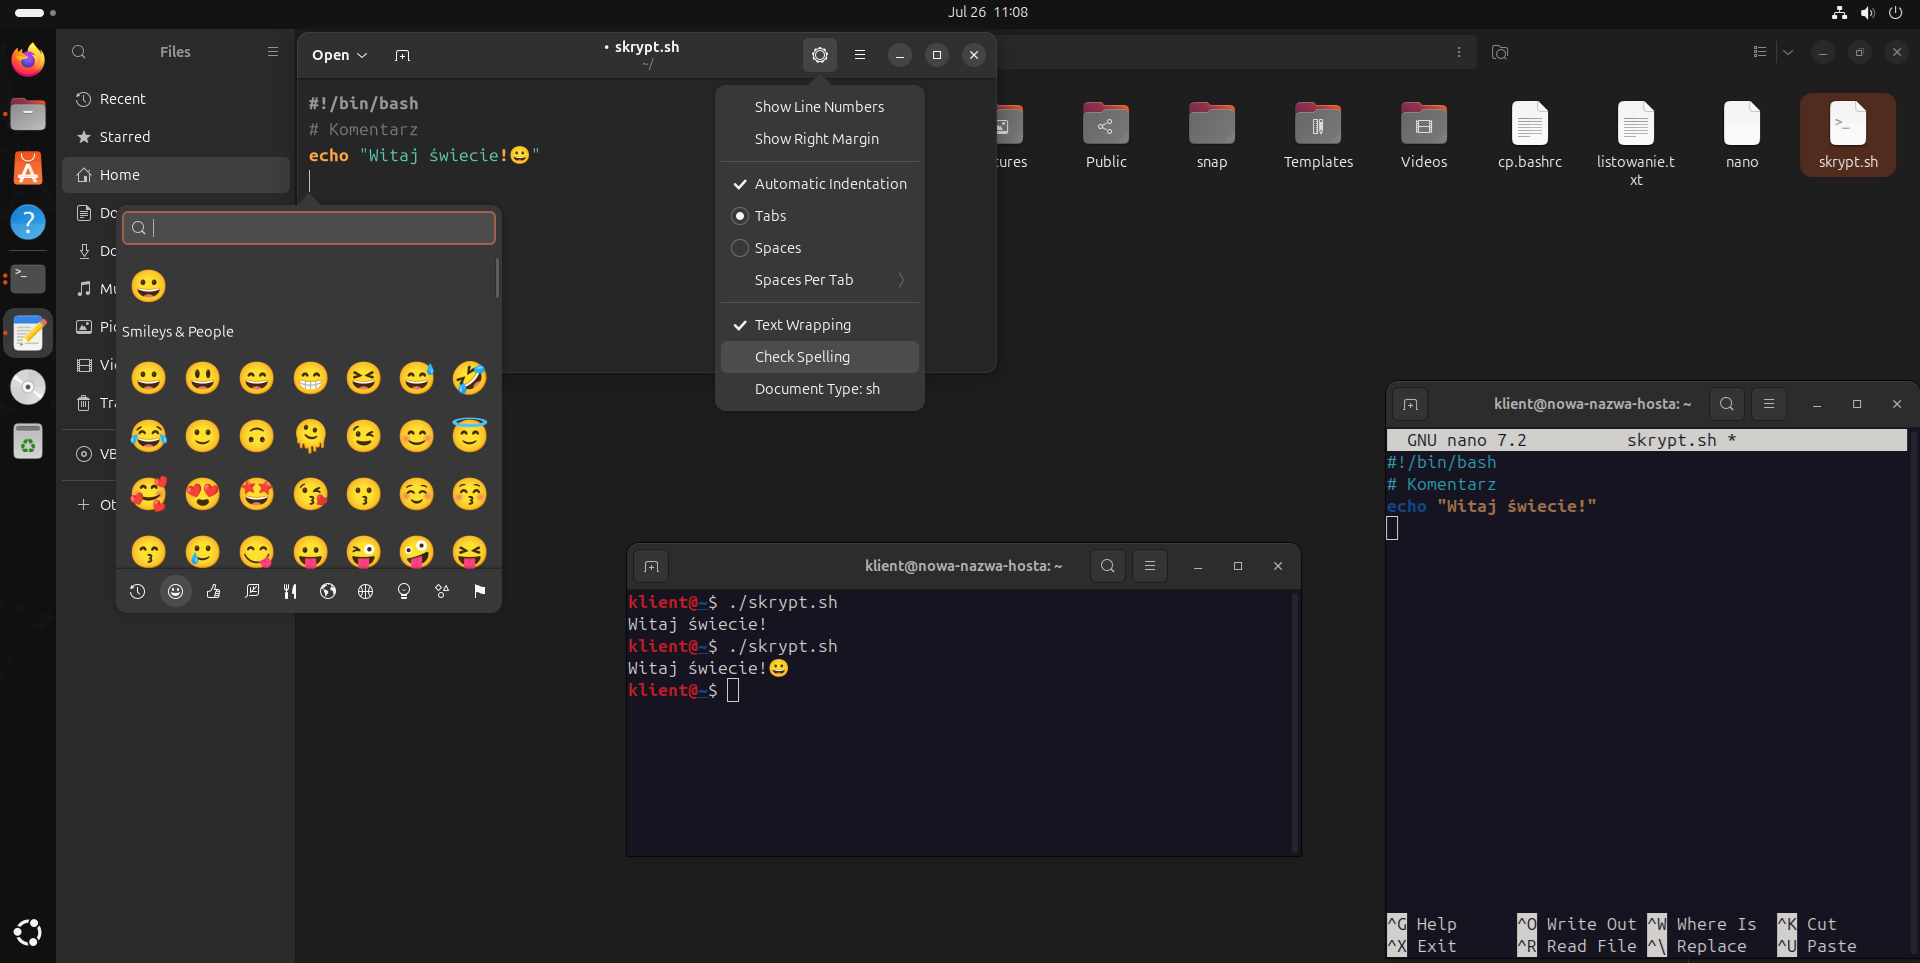 Jul 26 11:08
Files
Recent
Starred
Home
Do
Do
Mu
Pic
Vi
Tra
VB
Ot
Open
• skrypt.sh
~/
#!/bin/bash
# Komentarz
echo "Witaj świecie!😀"
Smileys & People
Show Line Numbers
Show Right Margin
Automatic Indentation
Tabs
Spaces
Spaces Per Tab
Text Wrapping
Check Spelling
Document Type: sh
tures
Public
snap
Templates
Videos
cp.bashrc
listowanie.t
xt
nano
skrypt.sh
klient@nowa-nazwa-hosta: ~
klient@~$ ./skrypt.sh
Witaj świecie!
klient@~$ ./skrypt.sh
Witaj świecie!😀
klient@~$
klient@nowa-nazwa-hosta: ~
GNU nano 7.2 skrypt.sh *
#!/bin/bash
# Komentarz
echo "Witaj świecie!"
^G Help ^O Write Out ^W Where Is ^K Cut
^X Exit ^R Read File ^\ Replace ^U Paste